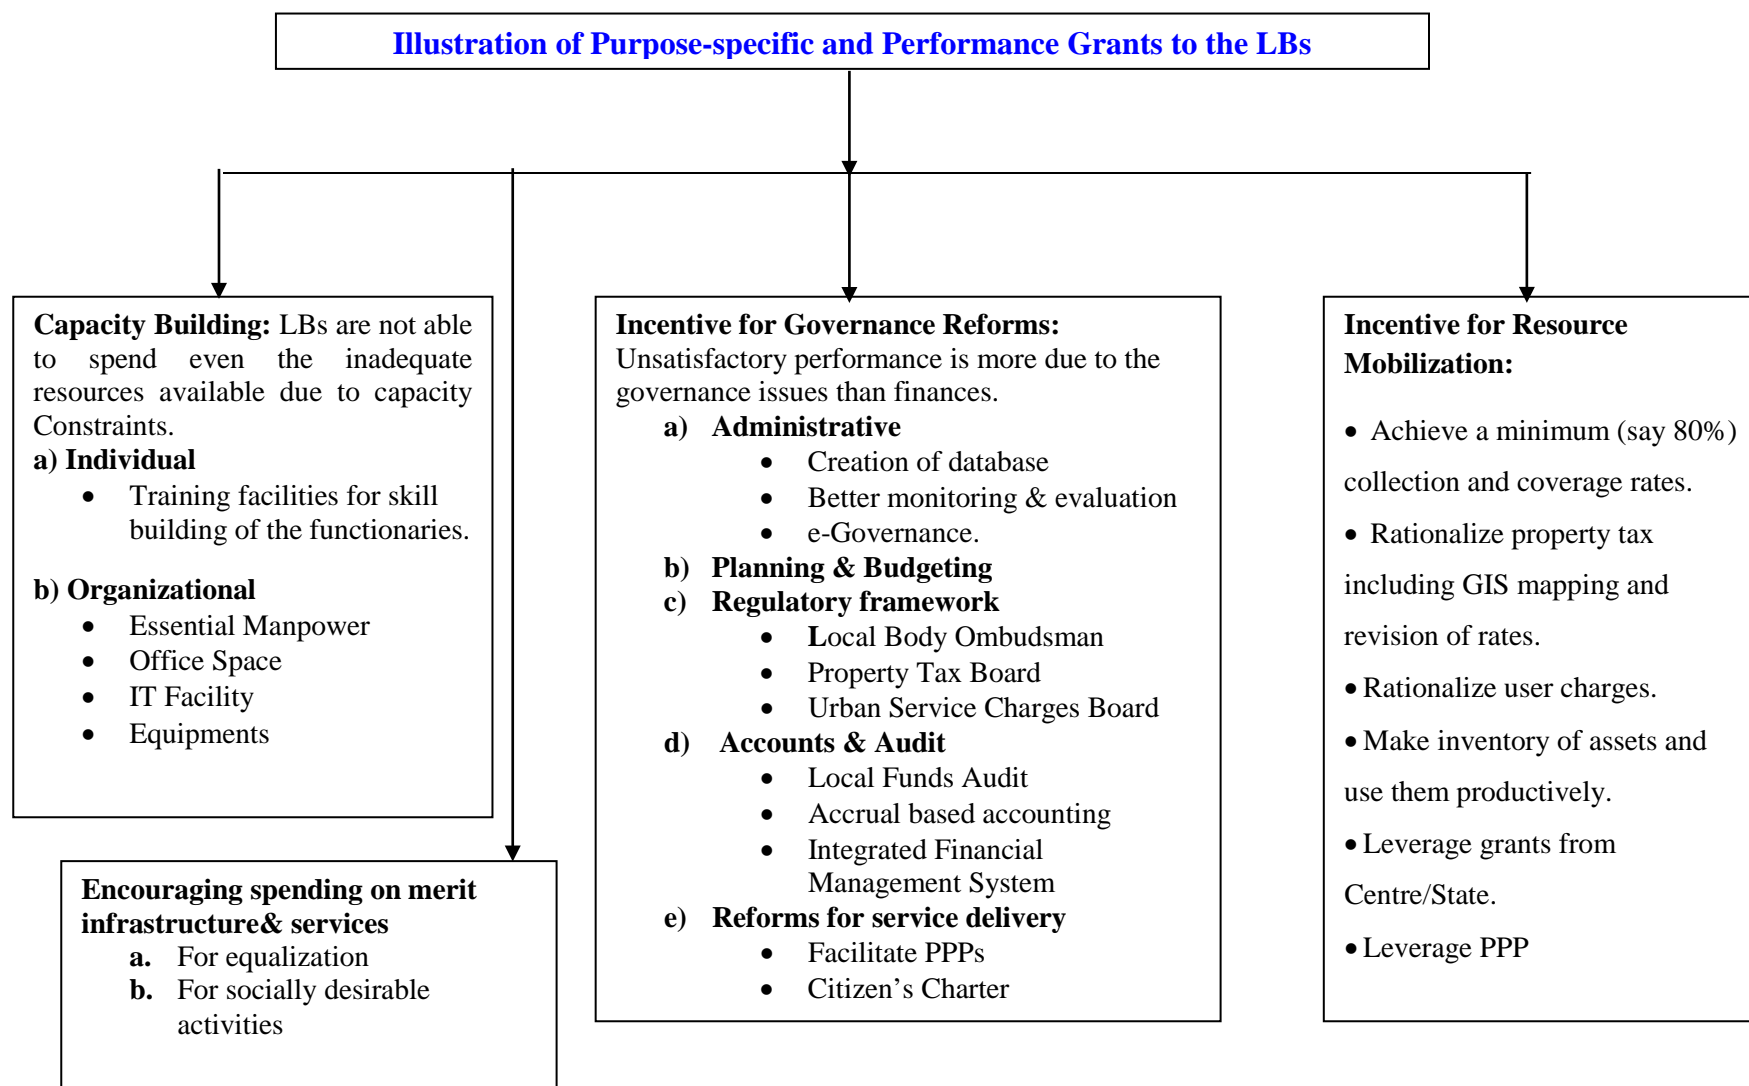 Illustration of Purpose-specific and Performance Grants to the LBs
Capacity Building: LBs are not able
to spend even the inadequate
resources available due to capacity
Constraints.
a) Individual
• Training facilities for skill
building of the functionaries.
b) Organizational
• Essential Manpower
• Office Space
• IT Facility
• Equipments
Encouraging spending on merit
infrastructure& services
a. For equalization
b. For socially desirable
activities
Incentive for Governance Reforms:
Unsatisfactory performance is more due to the
governance issues than finances.
a) Administrative
• Creation of database
• Better monitoring & evaluation
• e-Governance.
b) Planning & Budgeting
c) Regulatory framework
• Local Body Ombudsman
• Property Tax Board
• Urban Service Charges Board
d) Accounts & Audit
• Local Funds Audit
• Accrual based accounting
• Integrated Financial
Management System
e) Reforms for service delivery
• Facilitate PPPs
• Citizen’s Charter
Incentive for Resource
Mobilization:
• Achieve a minimum (say 80%)
collection and coverage rates.
• Rationalize property tax
including GIS mapping and
revision of rates.
• Rationalize user charges.
• Make inventory of assets and
use them productively.
• Leverage grants from
Centre/State.
• Leverage PPP